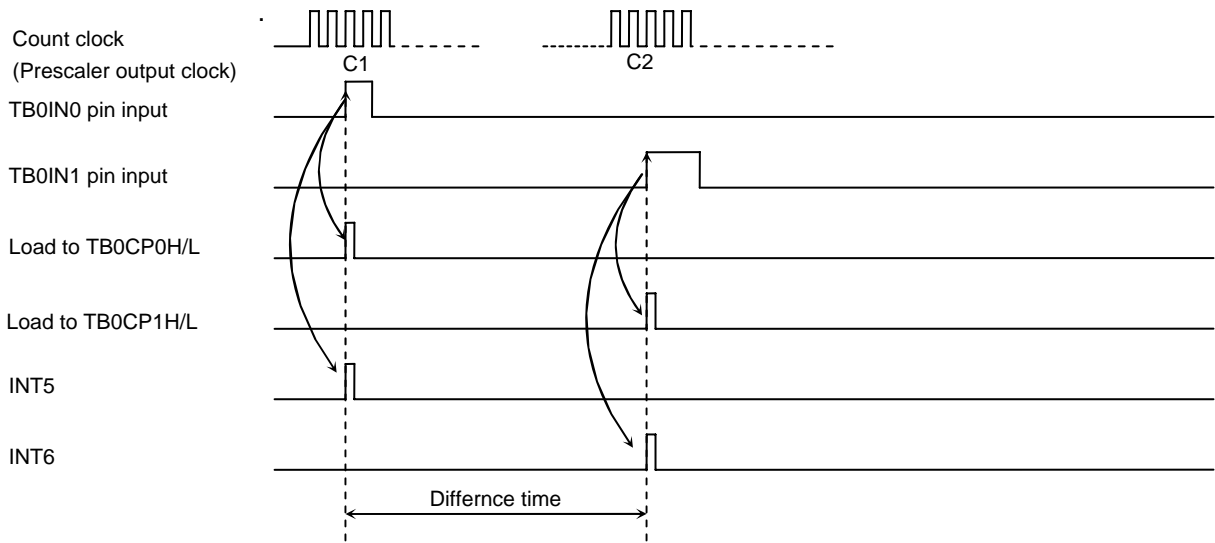 Count clock
(Prescaler output clock)
C1
C2
TB0IN0 pin input
TB0IN1 pin input
Load to TB0CP0H/L
Load to TB0CP1H/L
INT5
INT6
Differnce time